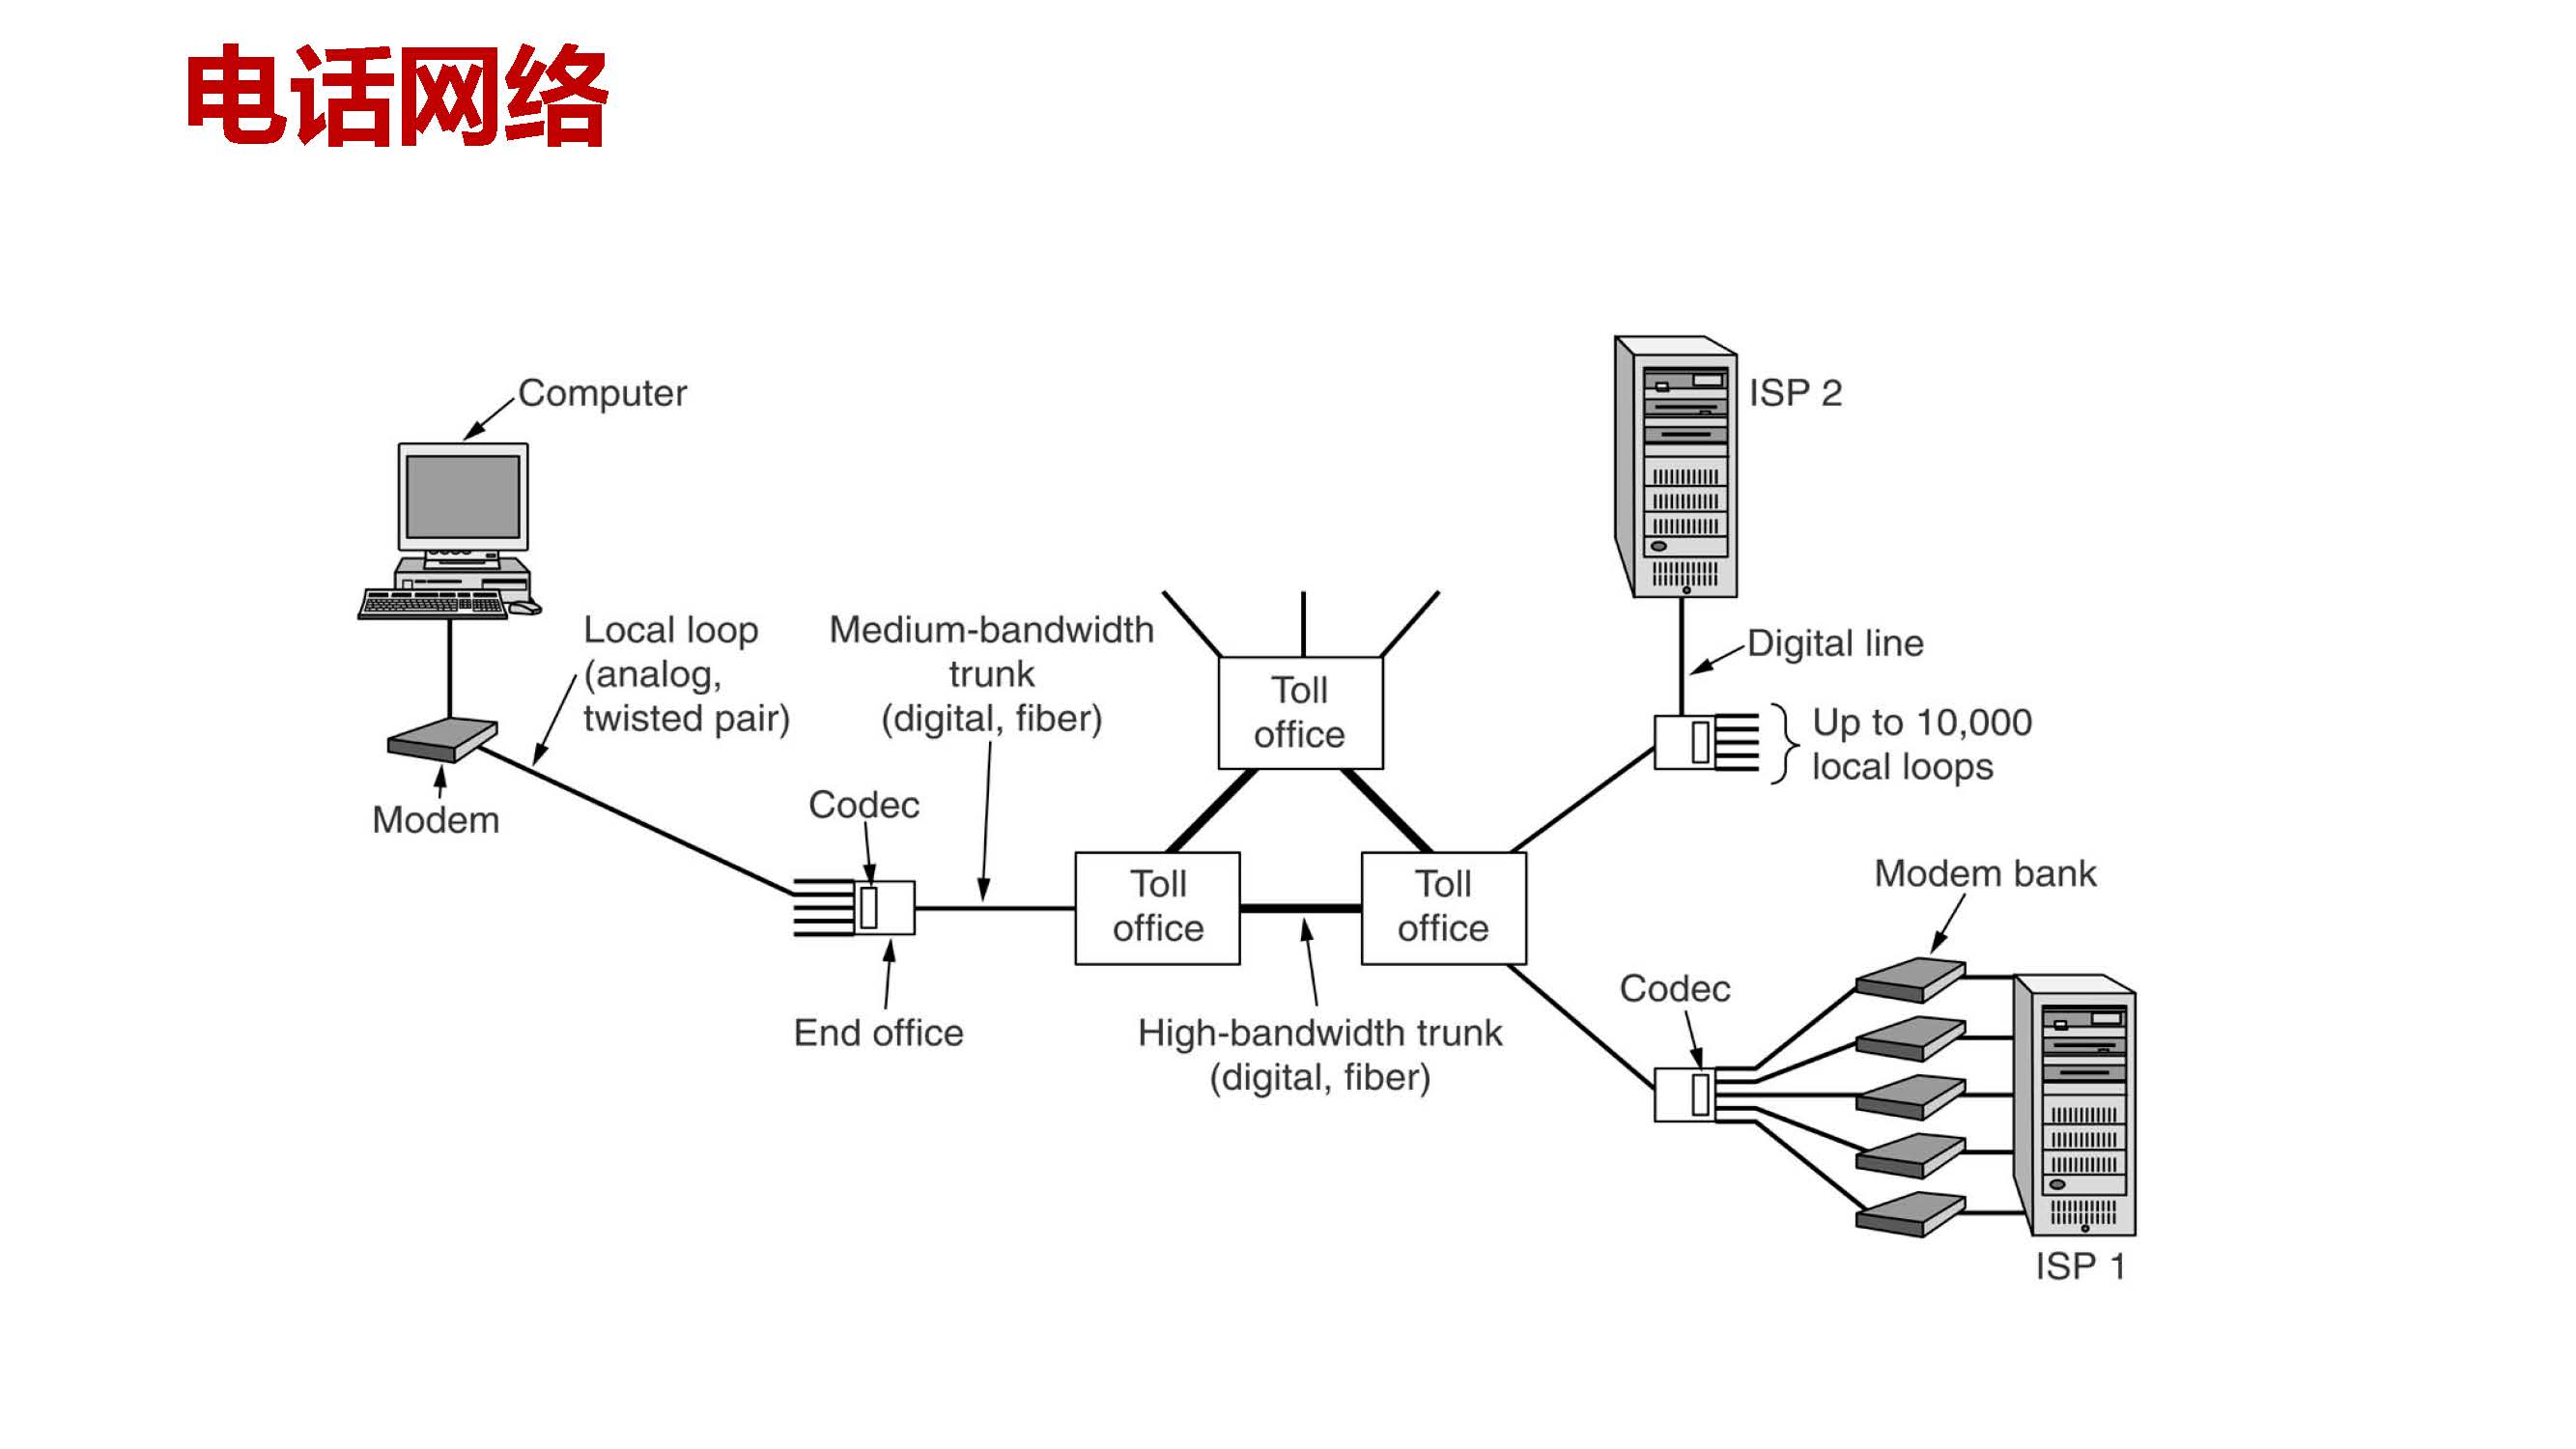 电话网络
Computer
ISP 2
Local loop
(analog,
twisted pair)
Medium-bandwidth
trunk
(digital, fiber)
Digital line
Toll
office
Up to 10,000
local loops
Modem
Codec
Toll
office
Toll
office
Modem bank
Codec
End office
High-bandwidth trunk
(digital, fiber)
ISP 1